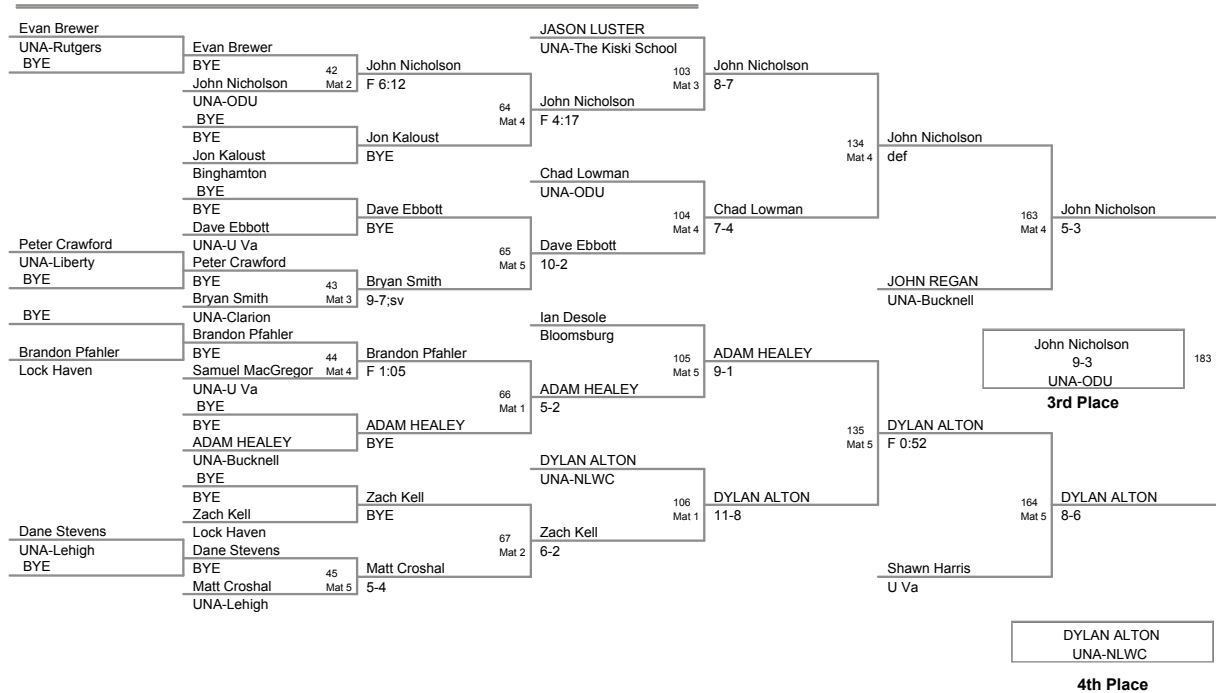 Evan Brewer
UNA-Rutgers
BYE
Peter Crawford
UNA-Liberty
BYE
BYE
Brandon Pfahler
Lock Haven
Dane Stevens
UNA-Lehigh
BYE
Evan Brewer
BYE
42
Mat 2
John Nicholson
UNA-ODU
BYE
BYE
Jon Kaloust
Binghamton
BYE
BYE
Dave Ebbott
UNA-U Va
Peter Crawford
BYE
43
Mat 3
Bryan Smith
UNA-Clarion
Brandon Pfahler
BYE
44
Mat 4
Samuel MacGregor
UNA-U Va
BYE
BYE
ADAM HEALEY
UNA-Bucknell
BYE
BYE
Zach Kell
Lock Haven
Dane Stevens
BYE
45
Mat 5
Matt Croshal
UNA-Lehigh
John Nicholson
F 6:12
64
Mat 4
Jon Kaloust
BYE
Dave Ebbott
BYE
65
Mat 5
Bryan Smith
9-7;sv
Brandon Pfahler
F 1:05
66
Mat 1
ADAM HEALEY
BYE
Zach Kell
BYE
67
Mat 2
Matt Croshal
5-4
JASON LUSTER
UNA-The Kiski School
103
Mat 3
John Nicholson
F 4:17
Chad Lowman
UNA-ODU
104
Mat 4
Dave Ebbott
10-2
Ian Desole
Bloomsburg
105
Mat 5
ADAM HEALEY
5-2
DYLAN ALTON
UNA-NLWC
106
Mat 1
Zach Kell
6-2
John Nicholson
8-7
134
Mat 4
Chad Lowman
7-4
ADAM HEALEY
9-1
135
Mat 5
DYLAN ALTON
11-8
John Nicholson
def
163
Mat 4
JOHN REGAN
UNA-Bucknell
DYLAN ALTON
F 0:52
164
Mat 5
Shawn Harris
U Va
John Nicholson
5-3
John Nicholson
9-3
UNA-ODU
183
3rd Place
DYLAN ALTON
8-6
DYLAN ALTON
UNA-NLWC
4th Place